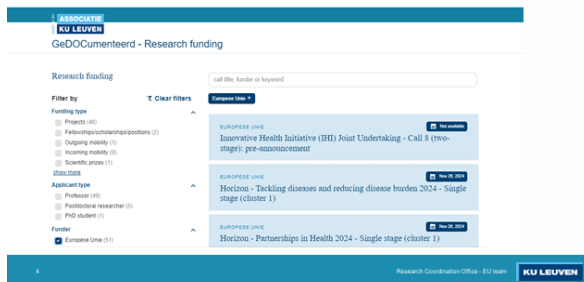 ASSOCIATIE
KU LEUVEN
GeDOCumenteerd - Research funding
Research funding
call title, funder or keyword
Filter by
Clear filters
Europese Unie ×
Funding type
Projects (46)
Fellowships/scholarships/positions (2)
Outgoing mobility (1)
Incoming mobility (0)
Scientific prizes (1)
show more
Applicant type
Professor (48)
Postdoctoral researcher (5)
PhD student (1)
Funder
Europese Unie (51)
EUROPESE UNIE
Not available
Innovative Health Initiative (IHI) Joint Undertaking - Call 8 (two-
stage): pre-announcement
EUROPESE UNIE
Nov 26, 2024
Horizon - Tackling diseases and reducing disease burden 2024 - Single
stage (cluster 1)
EUROPESE UNIE
Nov 26, 2024
Horizon - Partnerships in Health 2024 - Single stage (cluster 1)
4
Research Coordination Office - EU team
KU LEUVEN